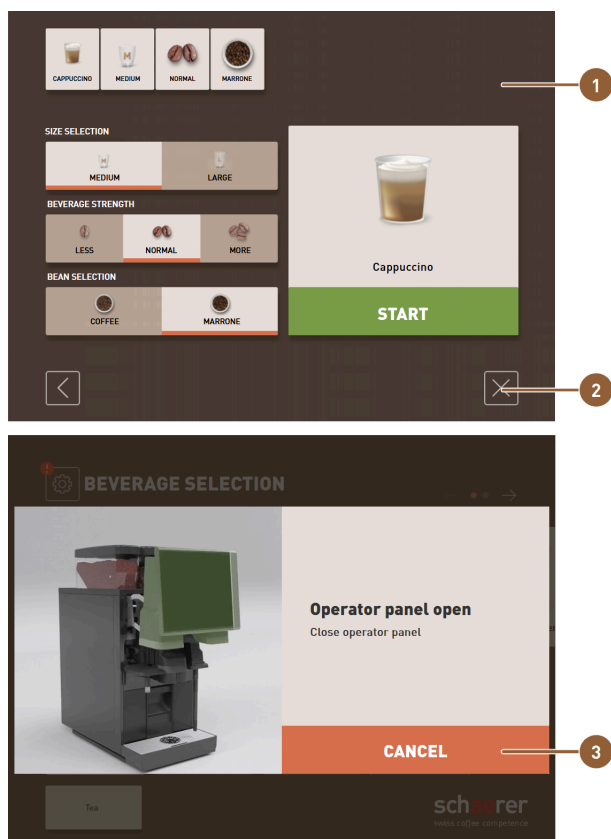 CAPPUCCINO MEDIUM NORMAL MARRONE
1
SIZE SELECTION
MEDIUM LARGE
BEVERAGE STRENGTH
LESS NORMAL MORE
Cappuccino
BEAN SELECTION
START
COFFEE MARRONE
2
BEVERAGE SELECTION
Operator panel open
Close operator panel
CANCEL
3
Tea
schaerer
swiss coffee competence